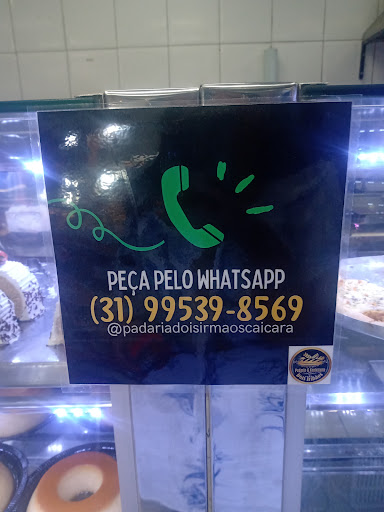 PEÇA PELO WHATSAPP
(31) 99539-8569
@padariadoisirmaoscaicara